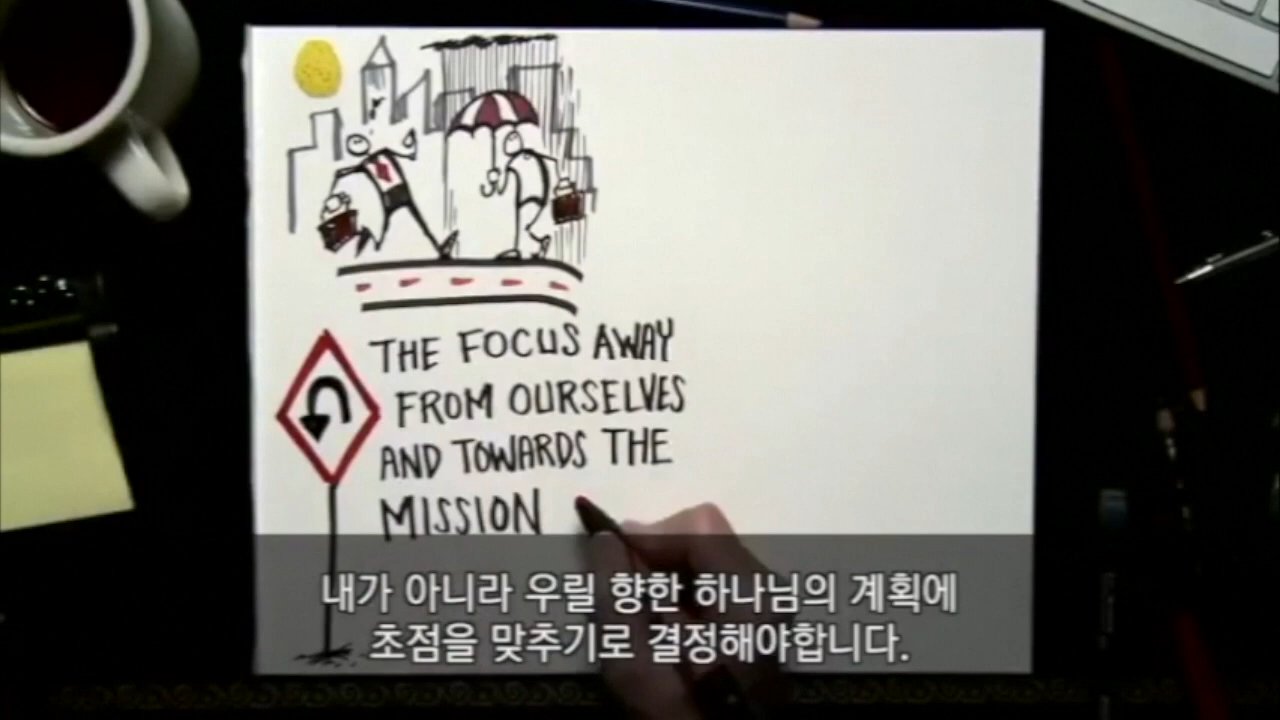 THE FOCUS AWAY
FROM OURSELVES
AND TOWARDS THE
MISSION
내가 아니라 우릴 향한 하나님의 계획에
초점을 맞추기로 결정해야합니다.